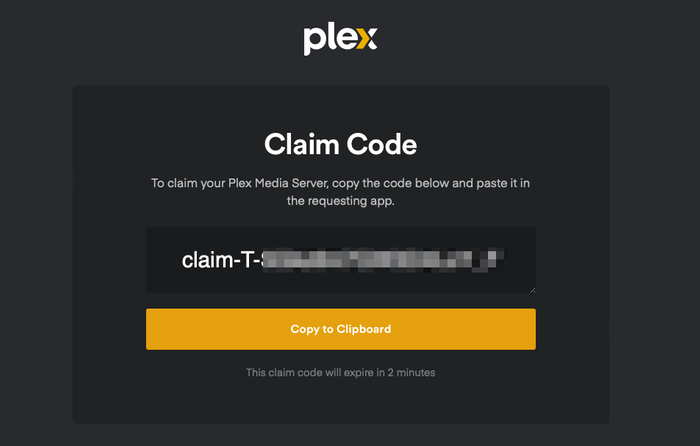 plex
Claim Code
To claim your Plex Media Server, copy the code below and paste it in
the requesting app.
claim-T-
Copy to Clipboard
This claim code will expire in 2 minutes